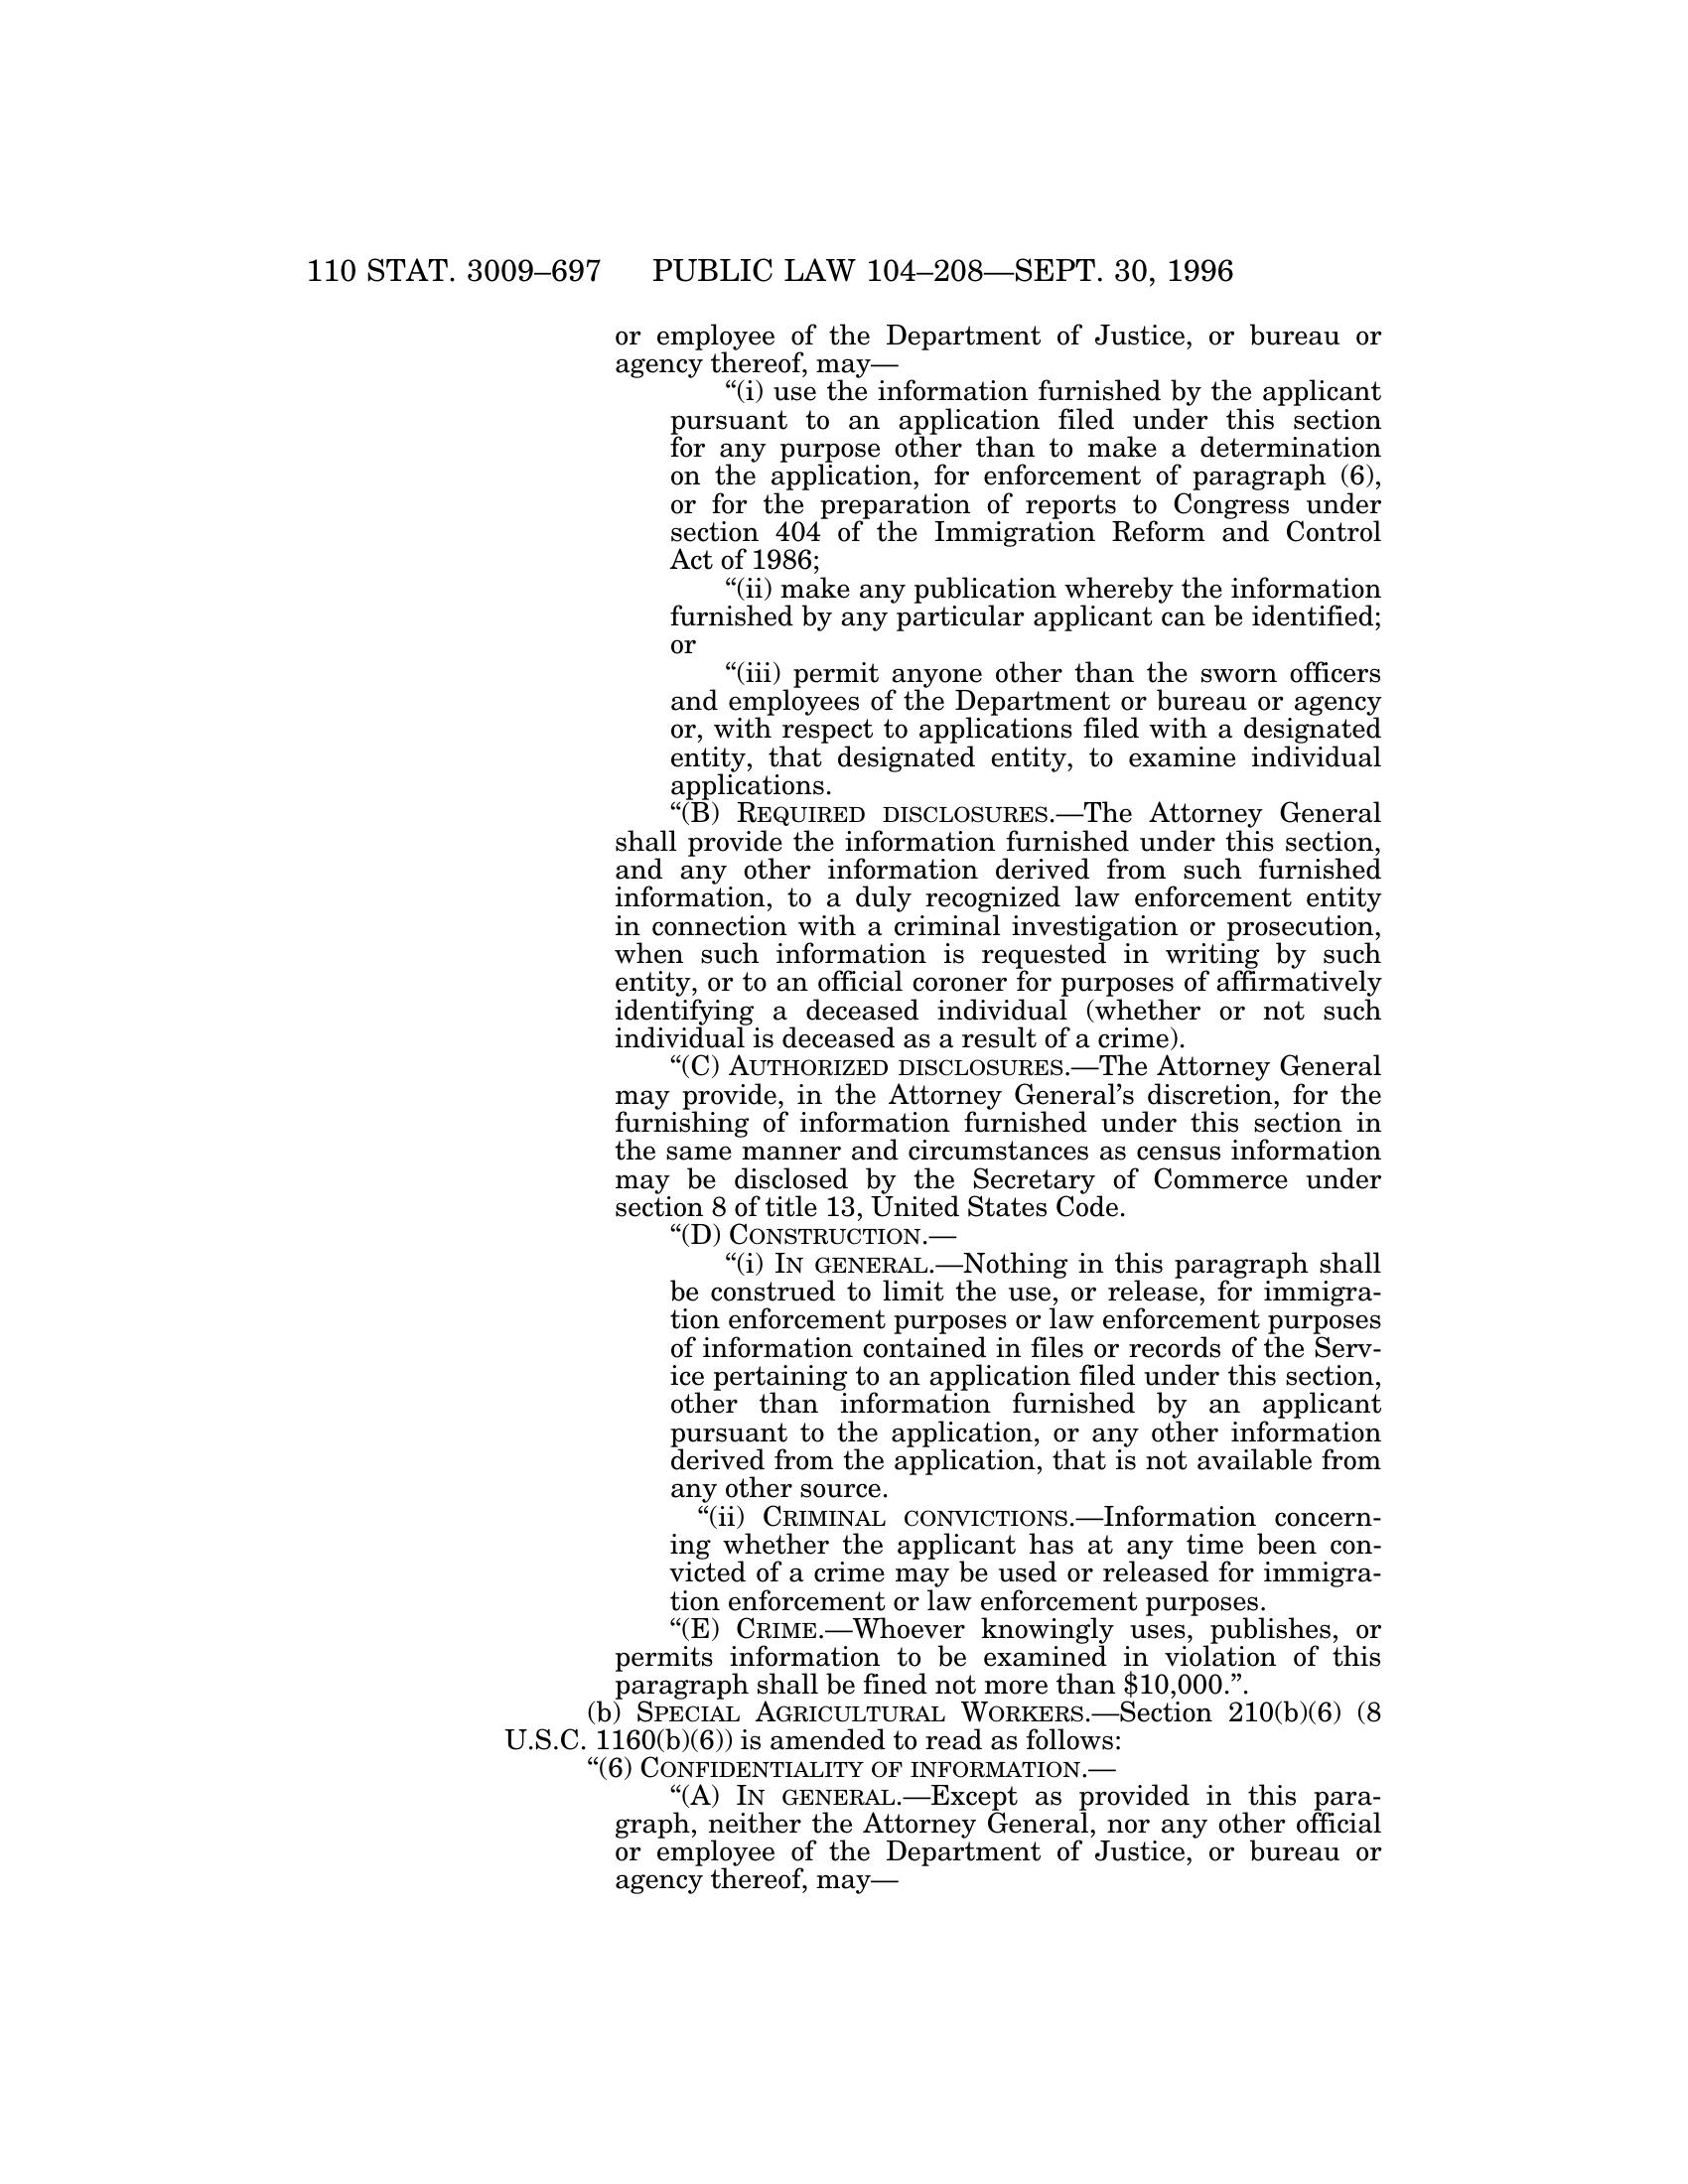 110 STAT. 3009–697 PUBLIC LAW 104–208—SEPT. 30, 1996
or employee of the Department of Justice, or bureau or
agency thereof, may—
“(i) use the information furnished by the applicant
pursuant to an application filed under this section
for any purpose other than to make a determination
on the application, for enforcement of paragraph (6),
or for the preparation of reports to Congress under
section 404 of the Immigration Reform and Control
Act of 1986;
“(ii) make any publication whereby the information
furnished by any particular applicant can be identified;
or
“(iii) permit anyone other than the sworn officers
and employees of the Department or bureau or agency
or, with respect to applications filed with a designated
entity, that designated entity, to examine individual
applications.
“(B) REQUIRED DISCLOSURES.—The Attorney General
shall provide the information furnished under this section,
and any other information derived from such furnished
information, to a duly recognized law enforcement entity
in connection with a criminal investigation or prosecution,
when such information is requested in writing by such
entity, or to an official coroner for purposes of affirmatively
identifying a deceased individual (whether or not such
individual is deceased as a result of a crime).
“(C) AUTHORIZED DISCLOSURES.—The Attorney General
may provide, in the Attorney General’s discretion, for the
furnishing of information furnished under this section in
the same manner and circumstances as census information
may be disclosed by the Secretary of Commerce under
section 8 of title 13, United States Code.
“(D) CONSTRUCTION.—
“(i) IN GENERAL.—Nothing in this paragraph shall
be construed to limit the use, or release, for immigra-
tion enforcement purposes or law enforcement purposes
of information contained in files or records of the Serv-
ice pertaining to an application filed under this section,
other than information furnished by an applicant
pursuant to the application, or any other information
derived from the application, that is not available from
any other source.
“(ii) CRIMINAL CONVICTIONS.—Information concern-
ing whether the applicant has at any time been con-
victed of a crime may be used or released for immigra-
tion enforcement or law enforcement purposes.
“(E) CRIME.—Whoever knowingly uses, publishes, or
permits information to be examined in violation of this
paragraph shall be fined not more than $10,000.”.
(b) SPECIAL AGRICULTURAL WORKERS.—Section 210(b)(6) (8
U.S.C. 1160(b)(6)) is amended to read as follows:
“(6) CONFIDENTIALITY OF INFORMATION.—
“(A) IN GENERAL.—Except as provided in this para-
graph, neither the Attorney General, nor any other official
or employee of the Department of Justice, or bureau or
agency thereof, may—